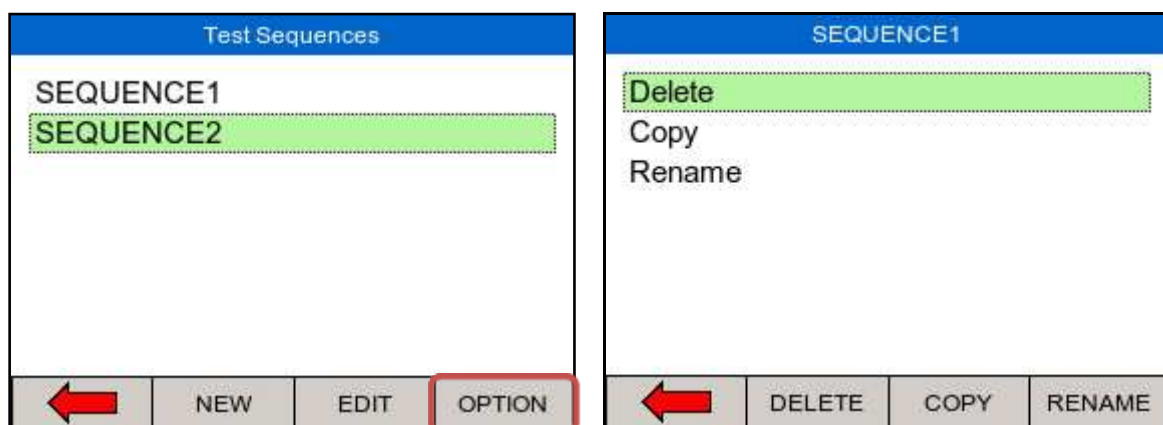 Test Sequences
SEQUENCE1
SEQUENCE2
NEW EDIT OPTION
SEQUENCE1
Delete
Copy
Rename
DELETE COPY RENAME